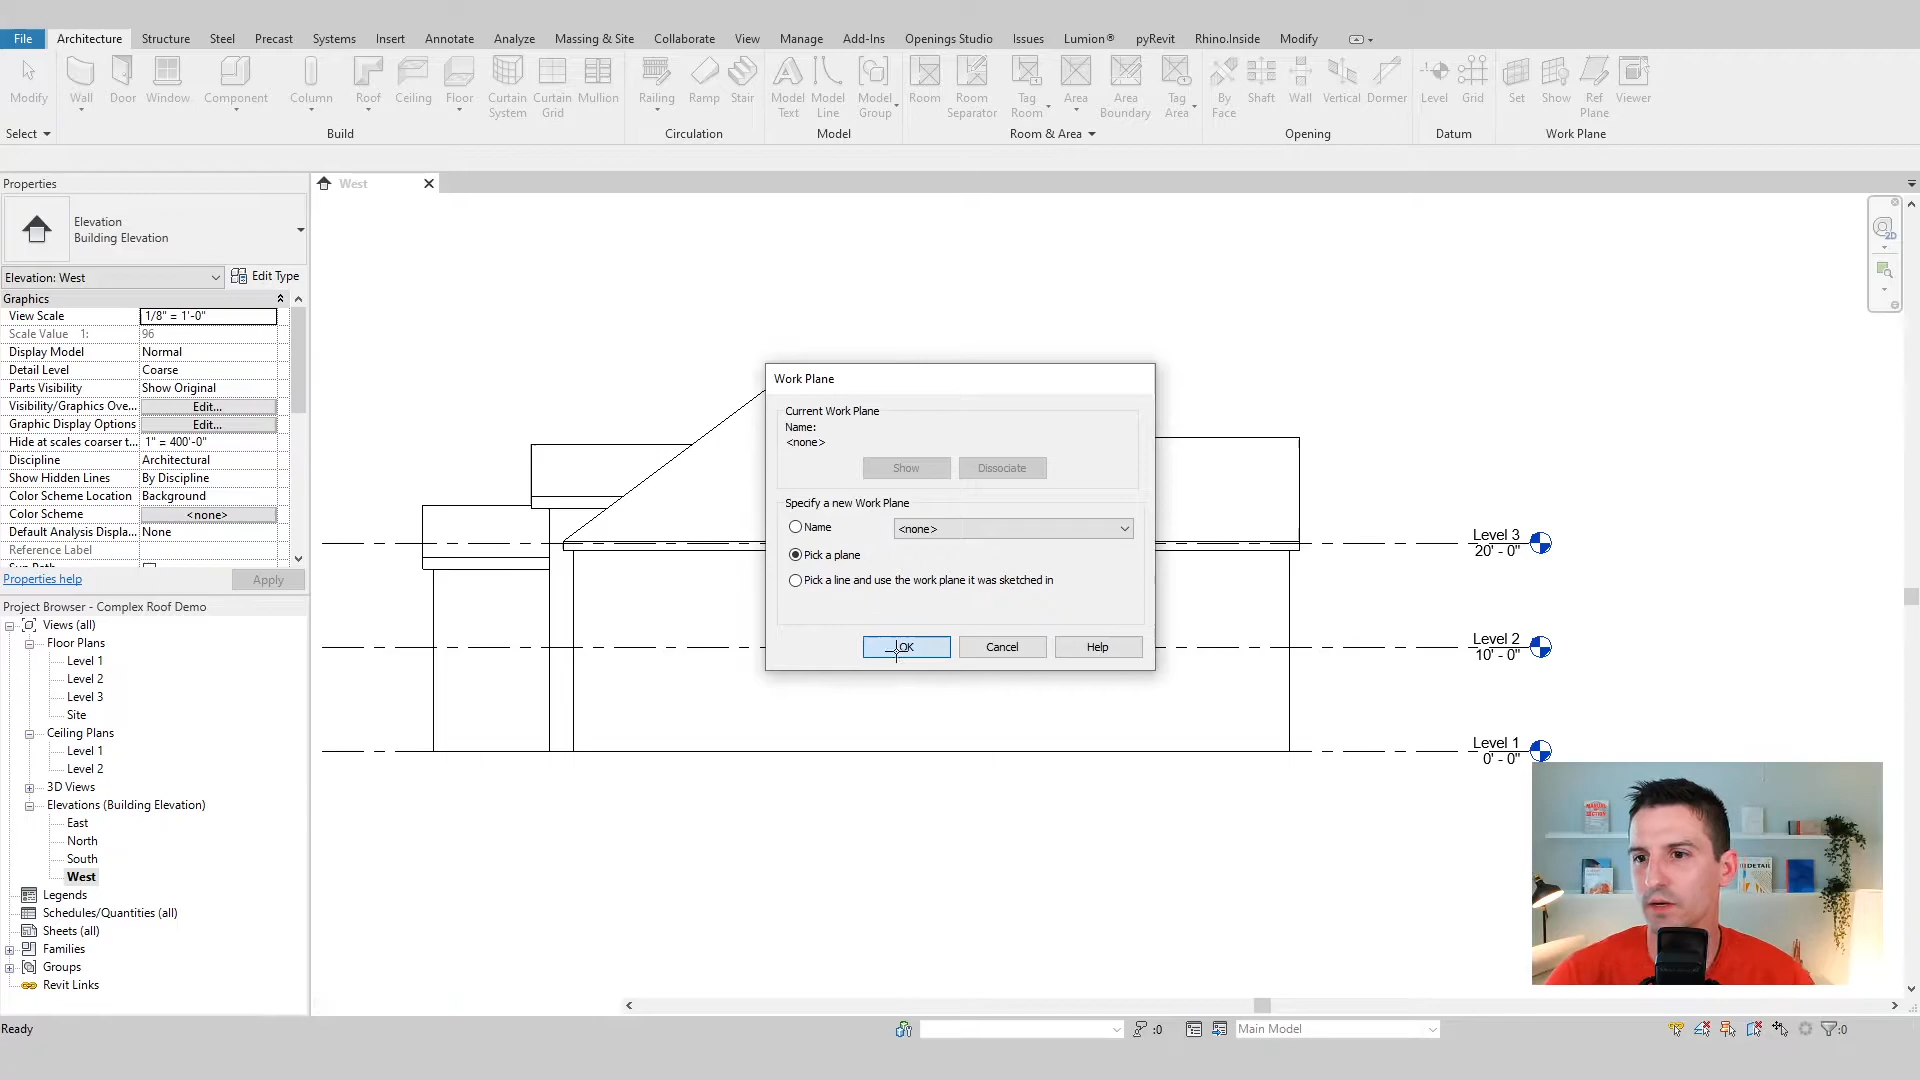 File Architecture Structure Steel Precast Systems Insert Annotate Analyze Massing & Site Collaborate View Manage Add-Ins Openings Studio Issues Lumion® pyRevit Rhino.Inside Modify
Modify Wall Door Window Component Column Roof Ceiling Floor Curtain System Curtain Grid Mullion Railing Ramp Stair Model Text Model Line Model Group Room Room Separator Tag Room Area Area Boundary Tag Area By Face Shaft Wall Vertical Dormer Level Grid Set Show Ref Plane Viewer
Select Build Circulation Model Room & Area Opening Datum Work Plane
Properties
West
Elevation
Building Elevation
Elevation: West Edit Type
Graphics
View Scale 1/8" = 1'-0"
Scale Value 1: 96
Display Model Normal
Detail Level Coarse
Parts Visibility Show Original
Visibility/Graphics Ove... Edit...
Graphic Display Options Edit...
Hide at scales coarser t... 1" = 400'-0"
Discipline Architectural
Show Hidden Lines By Discipline
Color Scheme Location Background
Color Scheme <none>
Default Analysis Displa... None
Reference Label
Properties help Apply
Project Browser - Complex Roof Demo
Views (all)
Floor Plans
Level 1
Level 2
Level 3
Site
Ceiling Plans
Level 1
Level 2
3D Views
Elevations (Building Elevation)
East
North
South
West
Legends
Schedules/Quantities (all)
Sheets (all)
Families
Groups
Revit Links
Work Plane
Current Work Plane
Name:
<none>
Show Dissociate
Specify a new Work Plane
Name <none>
Pick a plane
Pick a line and use the work plane it was sketched in
OK Cancel Help
Level 3
20' - 0"
Level 2
10' - 0"
Level 1
0' - 0"
2D
DETAIL
Ready :0 Main Model :0